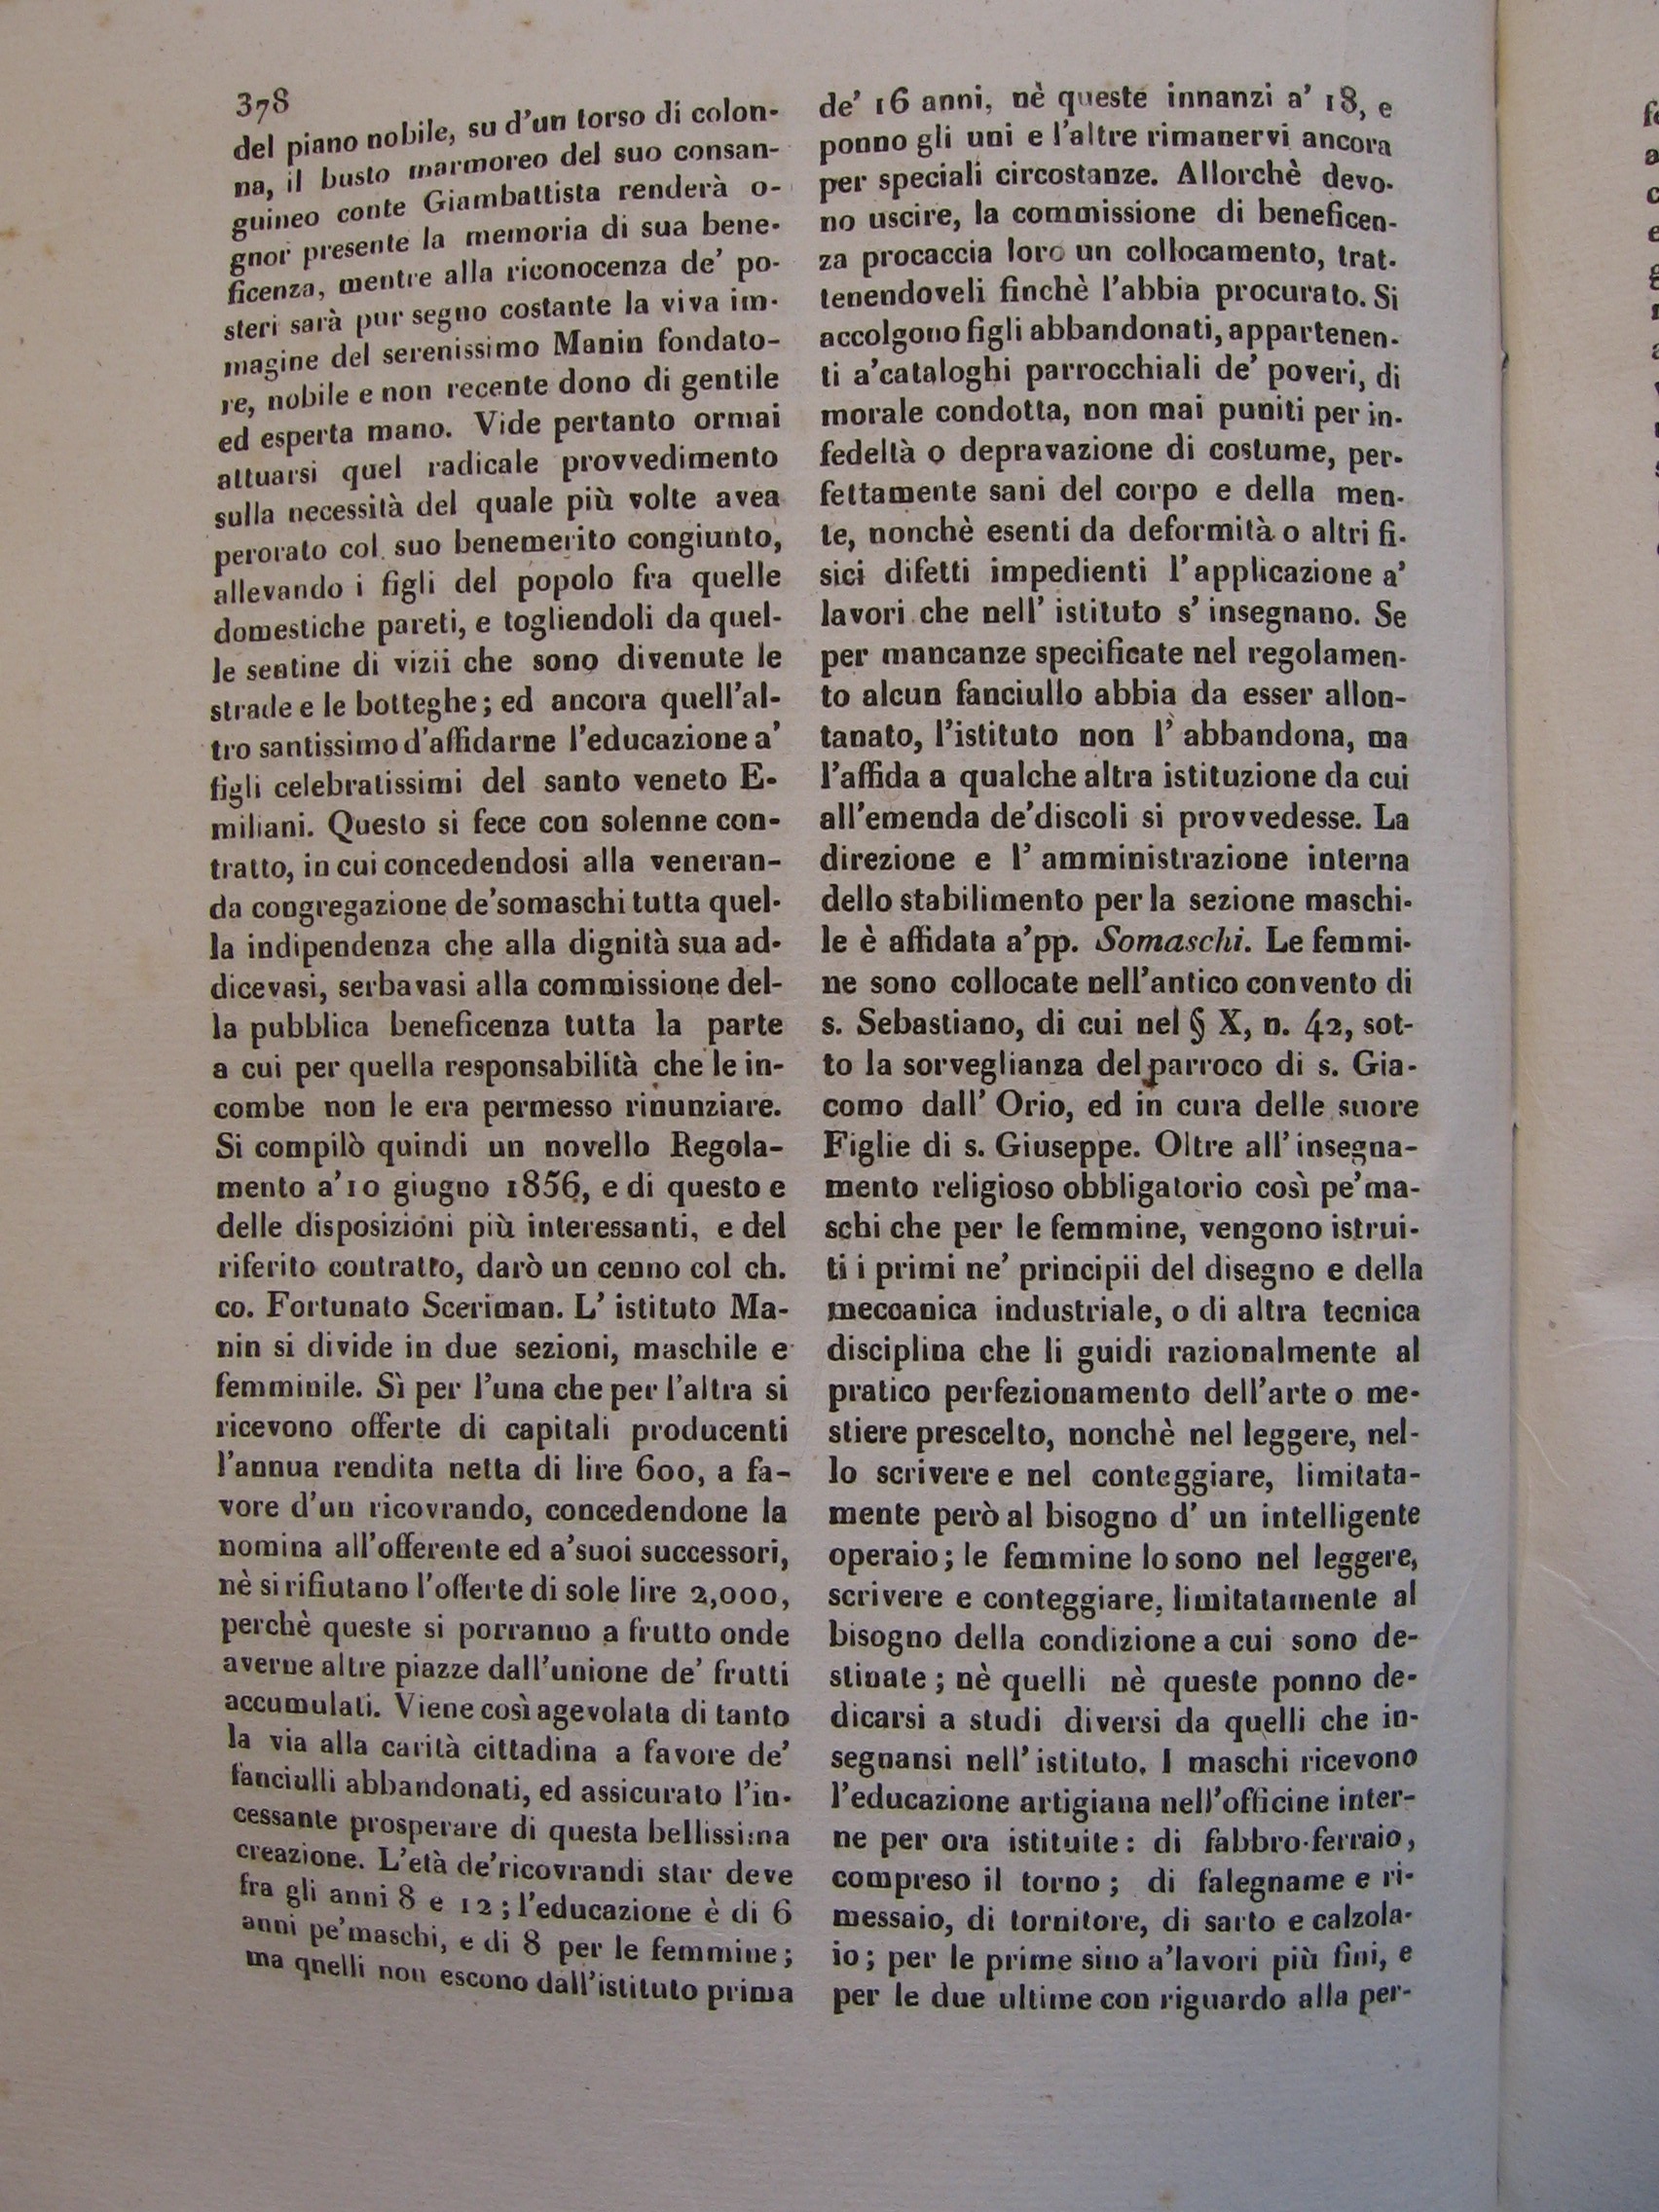 378
del piano nobile, su d'un torso di colon-
na, il busto marmoreo del suo consan-
guineo conte Giambattista renderà o-
gnor presente la memoria di sua bene-
ficenza, mentre alla riconocenza de' po-
steri sarà pur segno costante la viva im-
magine del serenissimo Manin fondato-
re, nobile e non recente dono di gentile
ed esperta mano. Vide pertanto ormai
attuarsi quel radicale provvedimento
sulla necessità del quale più volte avea
perorato col suo benemerito congiunto,
allevando i figli del popolo fra quelle
domestiche pareti, e togliendoli da quel-
le sentine di vizii che sono divenute le
strade e le botteghe; ed ancora quell'al-
tro santissimo d'affidarne l'educazione a'
figli celebratissimi del santo veneto E-
miliani. Questo si fece con solenne con-
tratto, in cui concedendosi alla veneran-
da congregazione de'somaschi tutta quel-
la indipendenza che alla dignità sua ad-
dicevasi, serbavasi alla commissione del-
la pubblica beneficenza tutta la parte
a cui per quella responsabilità che le in-
combe non le era permesso rinunziare.
Si compilò quindi un novello Regola-
mento a'10 giugno 1856, e di questo e
delle disposizioni più interessanti, e del
riferito contratto, darò un cenno col ch.
co. Fortunato Sceriman. L' istituto Ma-
nin si divide in due sezioni, maschile e
femminile. Sì per l'una che per l'altra si
ricevono offerte di capitali producenti
l'annua rendita netta di lire 600, a fa-
vore d'un ricovrando, concedendone la
nomina all'offerente ed a'suoi successori,
nè si rifiutano l'offerte di sole lire 2,000,
perchè queste si porranno a frutto onde
averne altre piazze dall'unione de' frutti
accumulati. Viene così agevolata di tanto
la via alla carità cittadina a favore de'
fanciulli abbandonati, ed assicurato l'in-
cessante prosperare di questa bellissima
creazione. L'età de'ricovrandi star deve
fra gli anni 8 e 12; l'educazione è di 6
anni pe'maschi, e di 8 per le femmine;
ma qnelli non escono dall'istituto prima
de' 16 anni, nè queste innanzi a' 18, e
ponno gli uni e l'altre rimanervi ancora
per speciali circostanze. Allorchè devo-
no uscire, la commissione di beneficen-
za procaccia loro un collocamento, trat-
tenendoveli finchè l'abbia procurato. Si
accolgono figli abbandonati, appartenen-
ti a'cataloghi parrocchiali de' poveri, di
morale condotta, non mai puniti per in-
fedeltà o depravazione di costume, per-
fettamente sani del corpo e della men-
te, nonchè esenti da deformità o altri fi-
sici difetti impedienti l'applicazione a'
lavori che nell' istituto s' insegnano. Se
per mancanze specificate nel regolamen-
to alcun fanciullo abbia da esser allon-
tanato, l'istituto non l' abbandona, ma
l'affida a qualche altra istituzione da cui
all'emenda de'discoli si provvedesse. La
direzione e l' amministrazione interna
dello stabilimento per la sezione maschi-
le è affidata a'pp. Somaschi. Le femmi-
ne sono collocate nell'antico convento di
s. Sebastiano, di cui nel § X, n. 42, sot-
to la sorveglianza del parroco di s. Gia-
como dall' Orio, ed in cura delle suore
Figlie di s. Giuseppe. Oltre all' insegna-
mento religioso obbligatorio così pe'ma-
schi che per le femmine, vengono istrui-
ti i primi ne' principii del disegno e della
meccanica industriale, o di altra tecnica
disciplina che li guidi razionalmente al
pratico perfezionamento dell'arte o me-
stiere prescelto, nonchè nel leggere, nel-
lo scrivere e nel conteggiare, limitata-
mente però al bisogno d' un intelligente
operaio; le femmine lo sono nel leggere,
scrivere e conteggiare, limitatamente al
bisogno della condizione a cui sono de-
stinate; nè quelli nè queste ponno de-
dicarsi a studi diversi da quelli che in-
segnansi nell' istituto. I maschi ricevono
l'educazione artigiana nell'officine inter-
ne per ora istituite: di fabbro-ferraio,
compreso il torno; di falegname e ri-
messaio, di tornitore, di sarto e calzola-
io; per le prime sino a'lavori più fini, e
per le due ultime con riguardo alla per-